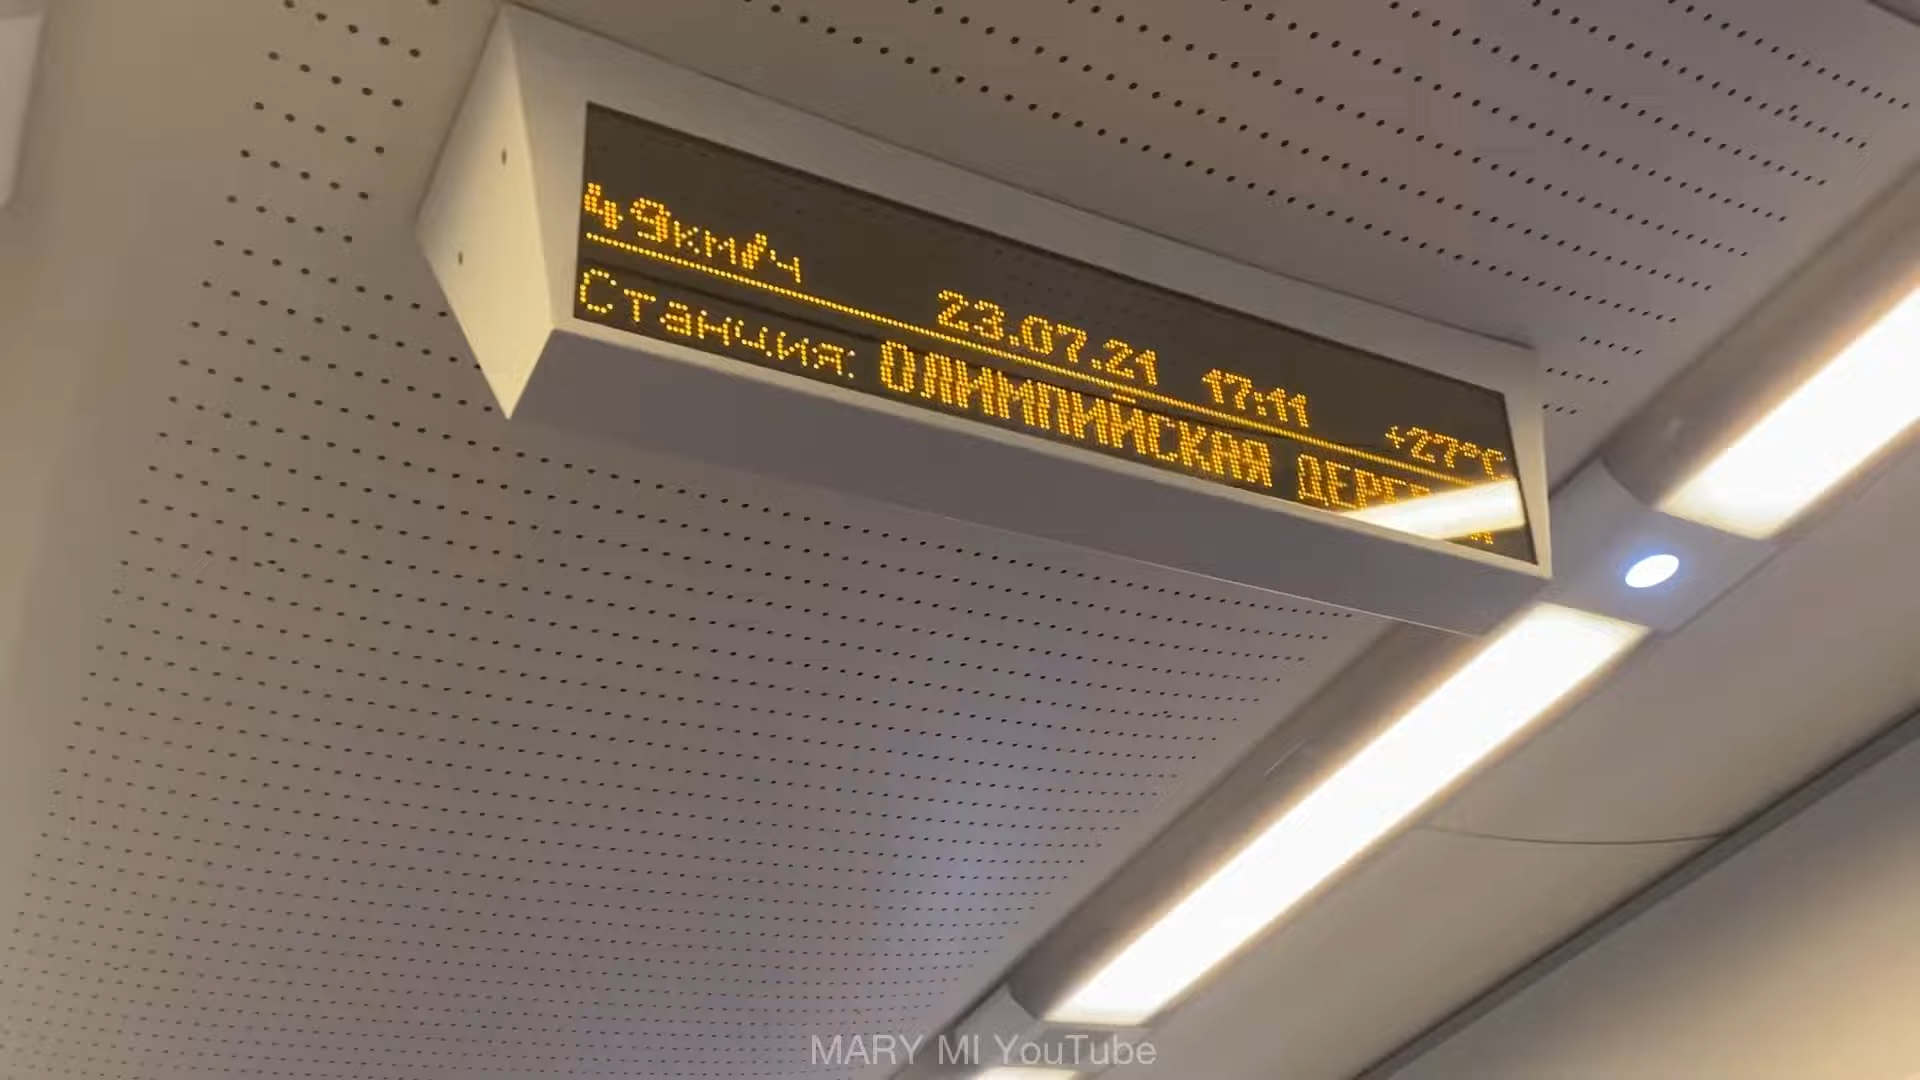 49км/ч 23.07.21 17:11 +27°C
Станция: ОЛИМПИЙСКАЯ
MARY MI YouTube